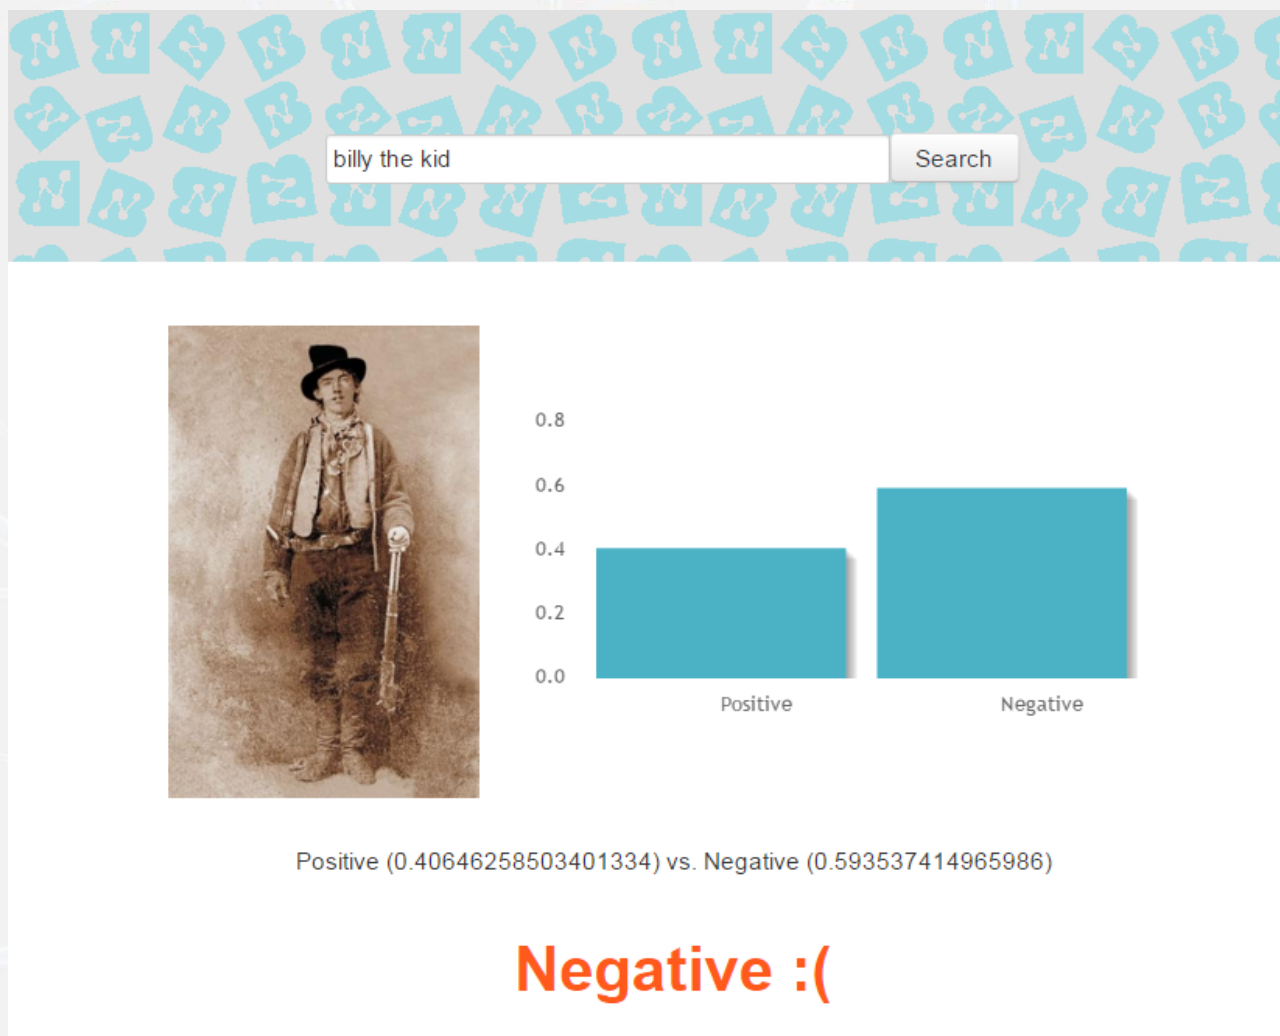 billy the kid
Search
0.8
0.6
0.4
0.2
0.0
Positive
Negative
Positive (0.40646258503401334) vs. Negative (0.593537414965986)
Negative :(